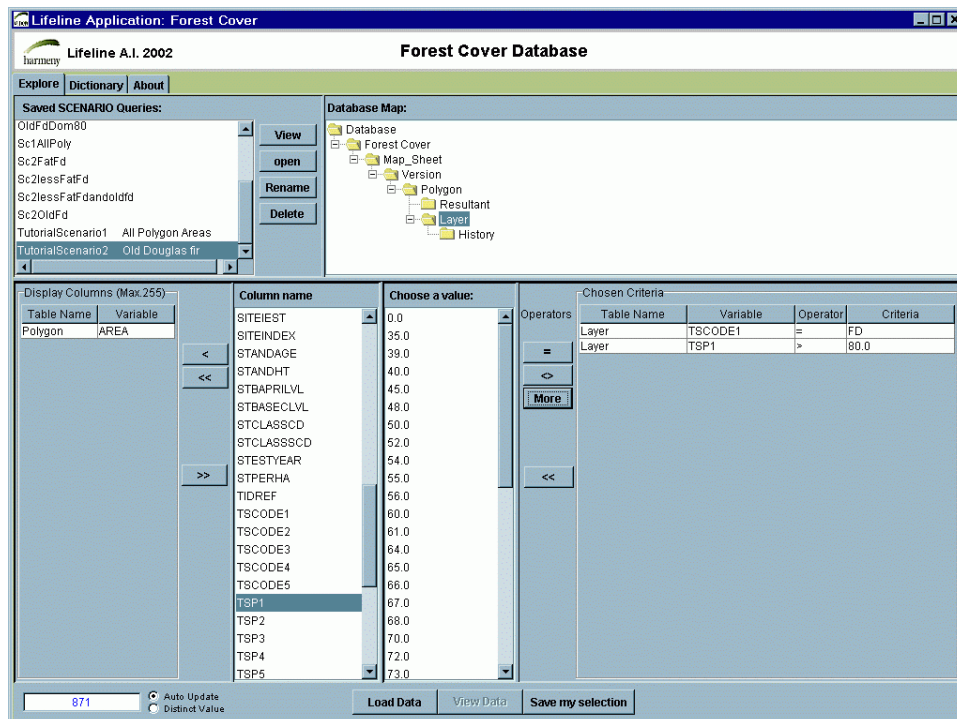 Lifeline Application: Forest Cover
harmeny Lifeline A.I. 2002
Forest Cover Database
Explore Dictionary About
Saved SCENARIO Queries:
OldFdDom80
Sc1AllPoly
Sc2FatFd
Sc2lessFatFd
Sc2lessFatFdandoldfd
Sc2OldFd
TutorialScenario1 All Polygon Areas
TutorialScenario2 Old Douglas fir
View
open
Rename
Delete
Database Map:
Database
Forest Cover
Map_Sheet
Version
Polygon
Resultant
Layer
History
Display Columns (Max.255)
Table Name Variable
Polygon AREA
<
<<
>>
Column name
SITEIEST
SITEINDEX
STANDAGE
STANDHT
STBAPRILVL
STBASECLVL
STCLASSCD
STCLASSSCD
STESTYEAR
STPERHA
TIDREF
TSCODE1
TSCODE2
TSCODE3
TSCODE4
TSCODE5
TSP1
TSP2
TSP3
TSP4
TSP5
Choose a value:
0.0
35.0
39.0
40.0
45.0
48.0
50.0
52.0
54.0
55.0
56.0
60.0
61.0
64.0
65.0
66.0
67.0
68.0
70.0
72.0
73.0
Operators
=
<>
More
<<
Chosen Criteria
Table Name Variable Operator Criteria
Layer TSCODE1 = FD
Layer TSP1 > 80.0
871
Auto Update
Distinct Value
Load Data View Data Save my selection